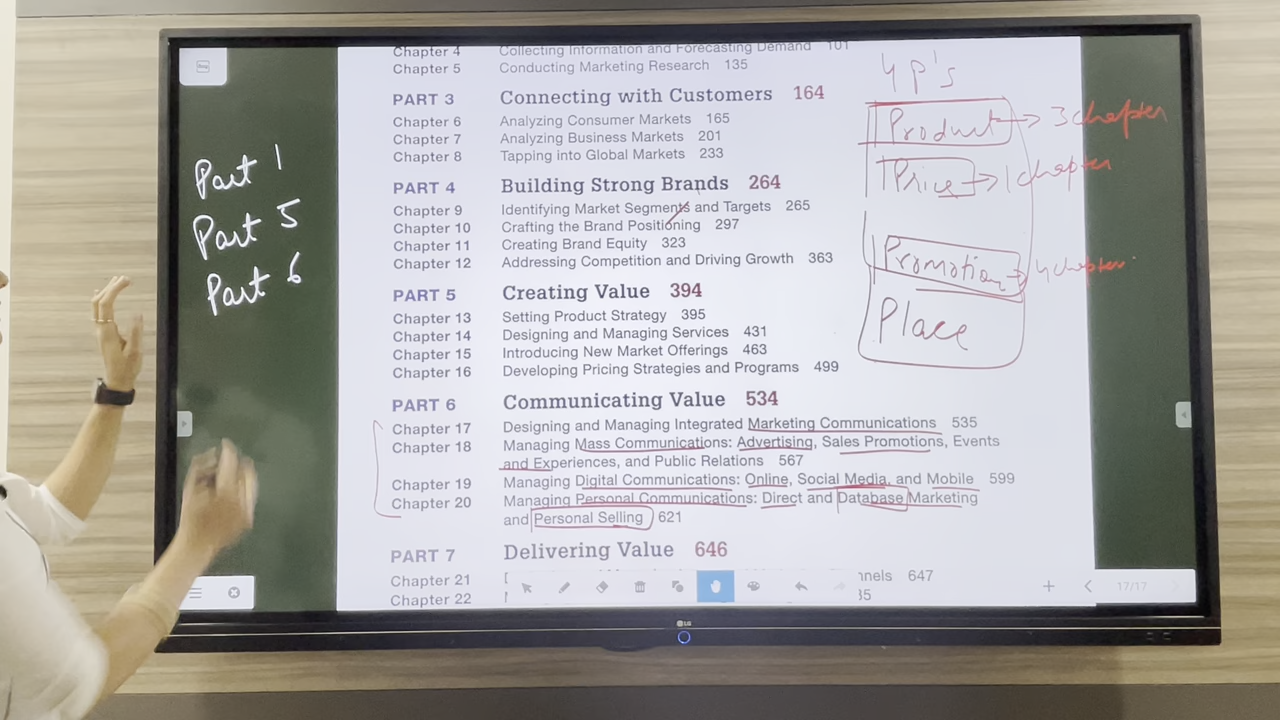 Chapter 4 Collecting Information and Forecasting Demand 101
Chapter 5 Conducting Marketing Research 135
PART 3 Connecting with Customers 164
Chapter 6 Analyzing Consumer Markets 165
Chapter 7 Analyzing Business Markets 201
Chapter 8 Tapping into Global Markets 233
PART 4 Building Strong Brands 264
Chapter 9 Identifying Market Segments and Targets 265
Chapter 10 Crafting the Brand Positioning 297
Chapter 11 Creating Brand Equity 323
Chapter 12 Addressing Competition and Driving Growth 363
PART 5 Creating Value 394
Chapter 13 Setting Product Strategy 395
Chapter 14 Designing and Managing Services 431
Chapter 15 Introducing New Market Offerings 463
Chapter 16 Developing Pricing Strategies and Programs 499
PART 6 Communicating Value 534
Chapter 17 Designing and Managing Integrated Marketing Communications 535
Chapter 18 Managing Mass Communications: Advertising, Sales Promotions, Events
and Experiences, and Public Relations 567
Chapter 19 Managing Digital Communications: Online, Social Media, and Mobile 599
Chapter 20 Managing Personal Communications: Direct and Database Marketing
and Personal Selling 621
PART 7 Delivering Value 646
Chapter 21 nnels 647
Chapter 22 35
Part 1
Part 5
Part 6
4 p's
Product → 3 chapter
Price → 1 chapter
Promotion → 4 chapter
Place
17/17
LG